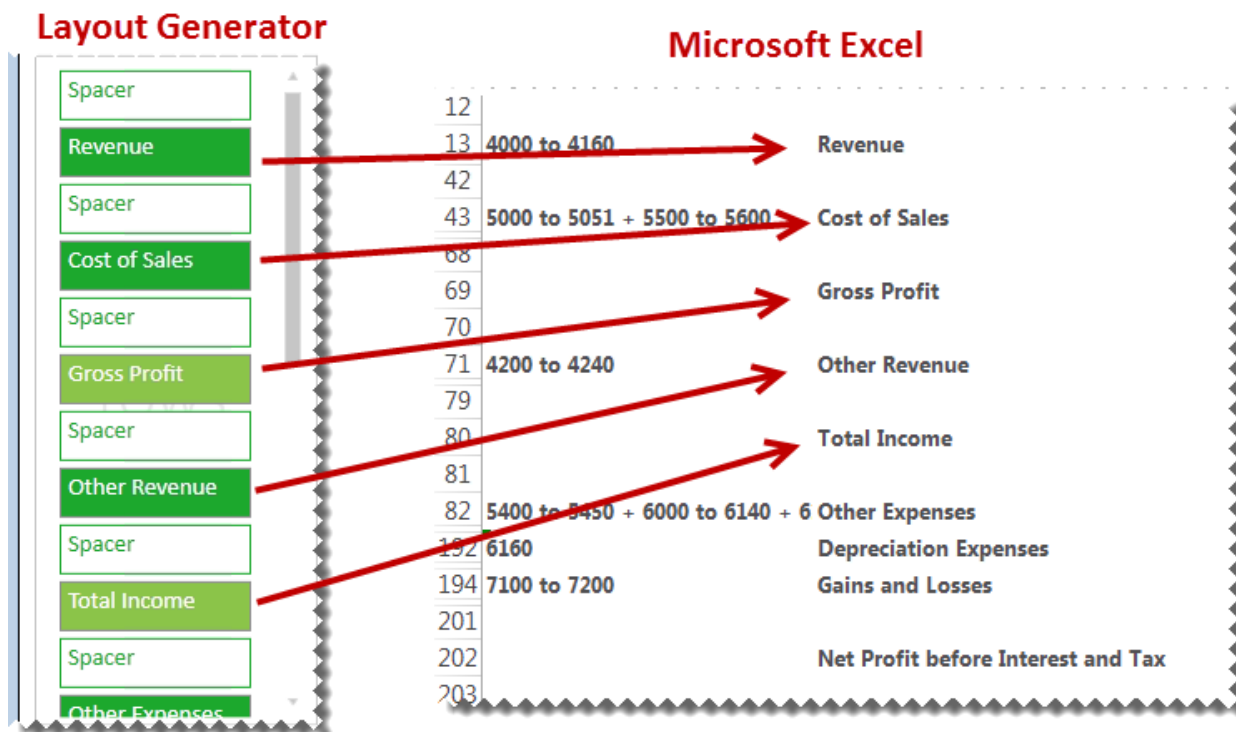 Layout Generator
Spacer
Revenue
Spacer
Cost of Sales
Spacer
Gross Profit
Spacer
Other Revenue
Spacer
Total Income
Spacer
Other Expenses
Microsoft Excel
12
13 4000 to 4160 Revenue
42
43 5000 to 5051 + 5500 to 5600 Cost of Sales
68
69 Gross Profit
70
71 4200 to 4240 Other Revenue
79
80 Total Income
81
82 5400 to 5450 + 6000 to 6140 + 6 Other Expenses
192 6160 Depreciation Expenses
194 7100 to 7200 Gains and Losses
201
202 Net Profit before Interest and Tax
203